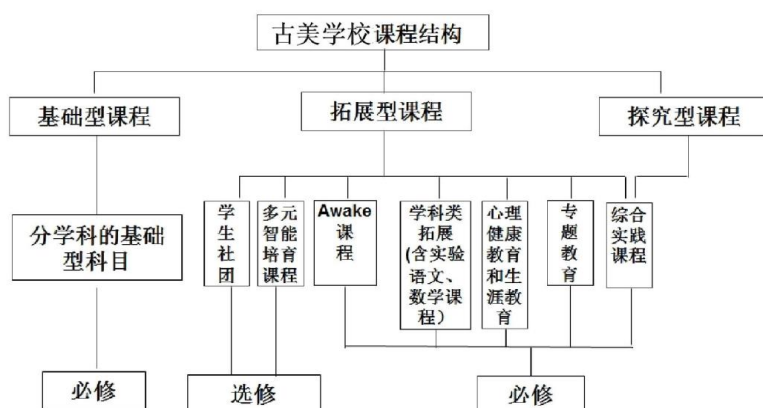 古美学校课程结构
基础型课程
拓展型课程
探究型课程
分学科的基础
型科目
学
生
社
团
多元
智能
培育
课程
Awake
课
程
学科类
拓展
(含实验
语文、
数学课
程)
心理
健康
教育
和生
涯教
育
专
题
教
育
综合
实践
课程
必修
选修
必修